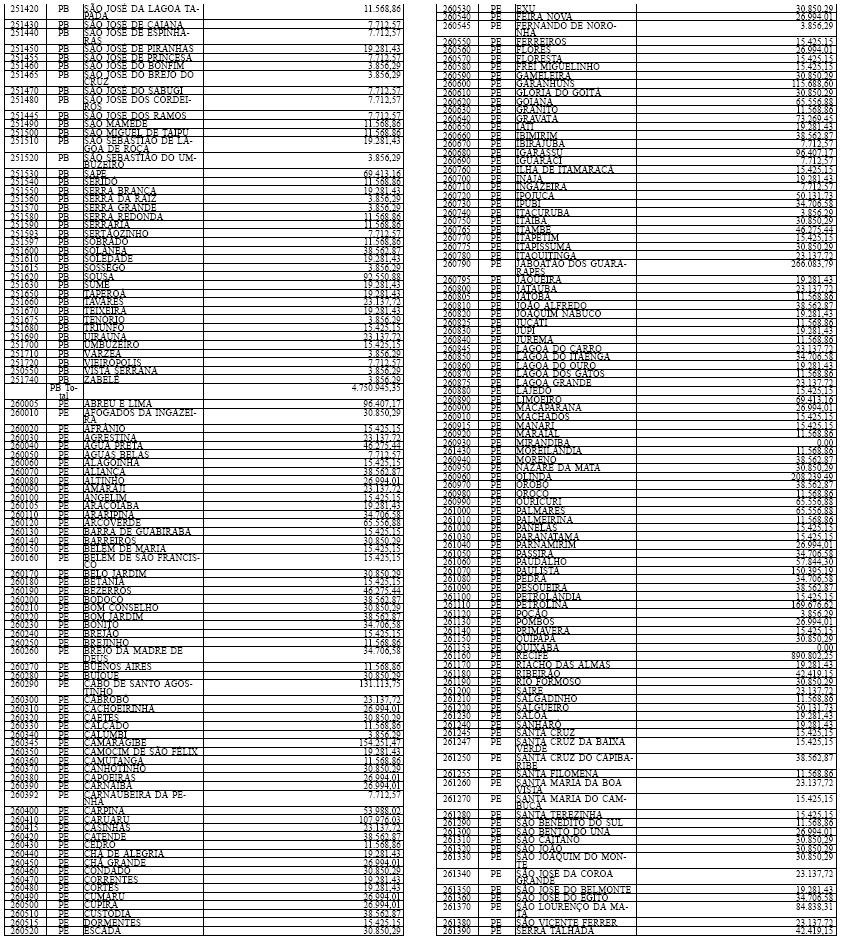 251420 PB SÃO JOSÉ DA LAGOA TA- 11.568,86
PADA
251430 PB SÃO JOSÉ DE CAIANA 7.712,57
251440 PB SÃO JOSÉ DE ESPINHA- 7.712,57
RAS
251450 PB SÃO JOSÉ DE PIRANHAS 19.281,43
251455 PB SÃO JOSÉ DE PRINCESA 7.712,57
251460 PB SÃO JOSÉ DO BONFIM 3.856,29
251465 PB SÃO JOSÉ DO BREJO DO 3.856,29
CRUZ
251470 PB SÃO JOSÉ DO SABUGI 7.712,57
251480 PB SÃO JOSÉ DOS CORDEI- 7.712,57
ROS
251445 PB SÃO JOSÉ DOS RAMOS 7.712,57
251490 PB SÃO MAMEDE 11.568,86
251500 PB SÃO MIGUEL DE TAIPU 11.568,86
251510 PB SÃO SEBASTIÃO DE LA- 19.281,43
GOA DE ROÇA
251520 PB SÃO SEBASTIÃO DO UM- 3.856,29
BUZEIRO
251530 PB SAPÉ 69.413,16
251540 PB SERIDÓ 11.568,86
251550 PB SERRA BRANCA 19.281,43
251560 PB SERRA DA RAIZ 3.856,29
251570 PB SERRA GRANDE 3.856,29
251580 PB SERRA REDONDA 11.568,86
251590 PB SERRARIA 11.568,86
251593 PB SERTÃOZINHO 7.712,57
251597 PB SOBRADO 11.568,86
251600 PB SOLÂNEA 38.562,87
251610 PB SOLEDADE 19.281,43
251615 PB SOSSÊGO 3.856,29
251620 PB SOUSA 92.550,88
251630 PB SUMÉ 19.281,43
251650 PB TAPEROÁ 19.281,43
251660 PB TAVARES 23.137,72
251670 PB TEIXEIRA 19.281,43
251675 PB TENÓRIO 3.856,29
251680 PB TRIUNFO 15.425,15
251690 PB UIRAÚNA 23.137,72
251700 PB UMBUZEIRO 15.425,15
251710 PB VÁRZEA 3.856,29
251720 PB VIEIRÓPOLIS 7.712,57
250550 PB VISTA SERRANA 3.856,29
251740 PB ZABELÊ 3.856,29
PB To- 4.750.945,35
tal
260005 PE ABREU E LIMA 96.407,17
260010 PE AFOGADOS DA INGAZEI- 30.850,29
RA
260020 PE AFRÂNIO 15.425,15
260030 PE AGRESTINA 23.137,72
260040 PE ÁGUA PRETA 46.275,44
260050 PE ÁGUAS BELAS 7.712,57
260060 PE ALAGOINHA 15.425,15
260070 PE ALIANÇA 38.562,87
260080 PE ALTINHO 26.994,01
260090 PE AMARAJI 23.137,72
260100 PE ANGELIM 15.425,15
260105 PE ARAÇOIABA 19.281,43
260110 PE ARARIPINA 34.706,58
260120 PE ARCOVERDE 65.556,88
260130 PE BARRA DE GUABIRABA 15.425,15
260140 PE BARREIROS 30.850,29
260150 PE BELÉM DE MARIA 15.425,15
260160 PE BELÉM DE SÃO FRANCIS- 15.425,15
CO
260170 PE BELO JARDIM 30.850,29
260180 PE BETÂNIA 15.425,15
260190 PE BEZERROS 46.275,44
260200 PE BODOCÓ 38.562,87
260210 PE BOM CONSELHO 30.850,29
260220 PE BOM JARDIM 38.562,87
260230 PE BONITO 34.706,58
260240 PE BREJÃO 15.425,15
260250 PE BREJINHO 11.568,86
260260 PE BREJO DA MADRE DE 34.706,58
DEUS
260270 PE BUENOS AIRES 11.568,86
260280 PE BUÍQUE 30.850,29
260290 PE CABO DE SANTO AGOS- 131.113,75
TINHO
260300 PE CABROBÓ 23.137,72
260310 PE CACHOEIRINHA 26.994,01
260320 PE CAETÉS 30.850,29
260330 PE CALÇADO 11.568,86
260340 PE CALUMBI 3.856,29
260345 PE CAMARAGIBE 154.251,47
260350 PE CAMOCIM DE SÃO FÉLIX 19.281,43
260360 PE CAMUTANGA 11.568,86
260370 PE CANHOTINHO 30.850,29
260380 PE CAPOEIRAS 26.994,01
260390 PE CARNAÍBA 26.994,01
260392 PE CARNAUBEIRA DA PE- 7.712,57
NHA
260400 PE CARPINA 53.988,02
260410 PE CARUARU 107.976,03
260415 PE CASINHAS 23.137,72
260420 PE CATENDE 38.562,87
260430 PE CEDRO 11.568,86
260440 PE CHÃ DE ALEGRIA 19.281,43
260450 PE CHÃ GRANDE 26.994,01
260460 PE CONDADO 30.850,29
260470 PE CORRENTES 19.281,43
260480 PE CORTÊS 19.281,43
260490 PE CUMARU 26.994,01
260500 PE CUPIRA 26.994,01
260510 PE CUSTÓDIA 38.562,87
260515 PE DORMENTES 15.425,15
260520 PE ESCADA 30.850,29
260530 PE EXU 30.850,29
260540 PE FEIRA NOVA 26.994,01
260545 PE FERNANDO DE NORO- 3.856,29
NHA
260550 PE FERREIROS 15.425,15
260560 PE FLORES 26.994,01
260570 PE FLORESTA 15.425,15
260580 PE FREI MIGUELINHO 15.425,15
260590 PE GAMELEIRA 30.850,29
260600 PE GARANHUNS 115.688,60
260610 PE GLÓRIA DO GOITÁ 30.850,29
260620 PE GOIANA 65.556,88
260630 PE GRANITO 11.568,86
260640 PE GRAVATÁ 73.269,45
260650 PE IATI 19.281,43
260660 PE IBIMIRIM 38.562,87
260670 PE IBIRAJUBA 7.712,57
260680 PE IGARASSU 96.407,17
260690 PE IGUARACI 7.712,57
260760 PE ILHA DE ITAMARACÁ 15.425,15
260700 PE INAJÁ 19.281,43
260710 PE INGAZEIRA 7.712,57
260720 PE IPOJUCA 50.131,73
260730 PE IPUBI 34.706,58
260740 PE ITACURUBA 3.856,29
260750 PE ITAÍBA 30.850,29
260765 PE ITAMBÉ 46.275,44
260770 PE ITAPETIM 15.425,15
260775 PE ITAPISSUMA 30.850,29
260780 PE ITAQUITINGA 23.137,72
260790 PE JABOATÃO DOS GUARA- 266.083,79
RAPES
260795 PE JAQUEIRA 19.281,43
260800 PE JATAÚBA 23.137,72
260805 PE JATOBÁ 11.568,86
260810 PE JOÃO ALFREDO 38.562,87
260820 PE JOAQUIM NABUCO 19.281,43
260825 PE JUCATI 11.568,86
260830 PE JUPI 19.281,43
260840 PE JUREMA 11.568,86
260845 PE LAGOA DO CARRO 23.137,72
260850 PE LAGOA DO ITAENGA 34.706,58
260860 PE LAGOA DO OURO 19.281,43
260870 PE LAGOA DOS GATOS 11.568,86
260875 PE LAGOA GRANDE 23.137,72
260880 PE LAJEDO 15.425,15
260890 PE LIMOEIRO 69.413,16
260900 PE MACAPARANA 26.994,01
260910 PE MACHADOS 15.425,15
260915 PE MANARI 15.425,15
260920 PE MARAIAL 11.568,86
260930 PE MIRANDIBA 0,00
261430 PE MOREILÂNDIA 11.568,86
260940 PE MORENO 38.562,87
260950 PE NAZARÉ DA MATA 30.850,29
260960 PE OLINDA 208.239,49
260970 PE OROBÓ 38.562,87
260980 PE OROCÓ 11.568,86
260990 PE OURICURI 65.556,88
261000 PE PALMARES 65.556,88
261010 PE PALMEIRINA 11.568,86
261020 PE PANELAS 15.425,15
261030 PE PARANATAMA 15.425,15
261040 PE PARNAMIRIM 26.994,01
261050 PE PASSIRA 34.706,58
261060 PE PAUDALHO 57.844,30
261070 PE PAULISTA 150.395,19
261080 PE PEDRA 34.706,58
261090 PE PESQUEIRA 38.562,87
261100 PE PETROLÂNDIA 15.425,15
261110 PE PETROLINA 169.676,62
261120 PE POÇÃO 3.856,29
261130 PE POMBOS 26.994,01
261140 PE PRIMAVERA 15.425,15
261150 PE QUIPAPÁ 30.850,29
261153 PE QUIXABA 0,00
261160 PE RECIFE 890.802,25
261170 PE RIACHO DAS ALMAS 19.281,43
261180 PE RIBEIRÃO 42.419,15
261190 PE RIO FORMOSO 30.850,29
261200 PE SAIRÉ 23.137,72
261210 PE SALGADINHO 11.568,86
261220 PE SALGUEIRO 50.131,73
261230 PE SALOÁ 19.281,43
261240 PE SANHARÓ 19.281,43
261245 PE SANTA CRUZ 15.425,15
261247 PE SANTA CRUZ DA BAIXA 15.425,15
VERDE
261250 PE SANTA CRUZ DO CAPIBA- 38.562,87
RIBE
261255 PE SANTA FILOMENA 11.568,86
261260 PE SANTA MARIA DA BOA 23.137,72
VISTA
261270 PE SANTA MARIA DO CAM- 15.425,15
BUCÁ
261280 PE SANTA TEREZINHA 15.425,15
261290 PE SÃO BENEDITO DO SUL 11.568,86
261300 PE SÃO BENTO DO UNA 26.994,01
261310 PE SÃO CAITANO 30.850,29
261320 PE SÃO JOÃO 30.850,29
261330 PE SÃO JOAQUIM DO MON- 30.850,29
TE
261340 PE SÃO JOSÉ DA COROA 23.137,72
GRANDE
261350 PE SÃO JOSÉ DO BELMONTE 19.281,43
261360 PE SÃO JOSÉ DO EGITO 34.706,58
261370 PE SÃO LOURENÇO DA MA- 84.838,31
TA
261380 PE SÃO VICENTE FERRER 23.137,72
261390 PE SERRA TALHADA 42.419,15